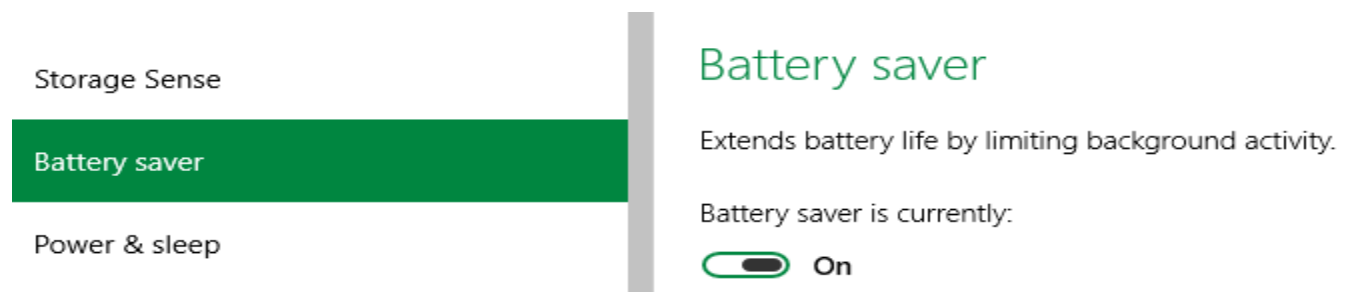 Storage Sense
Battery saver
Power & sleep
Battery saver
Extends battery life by limiting background activity.
Battery saver is currently:
On